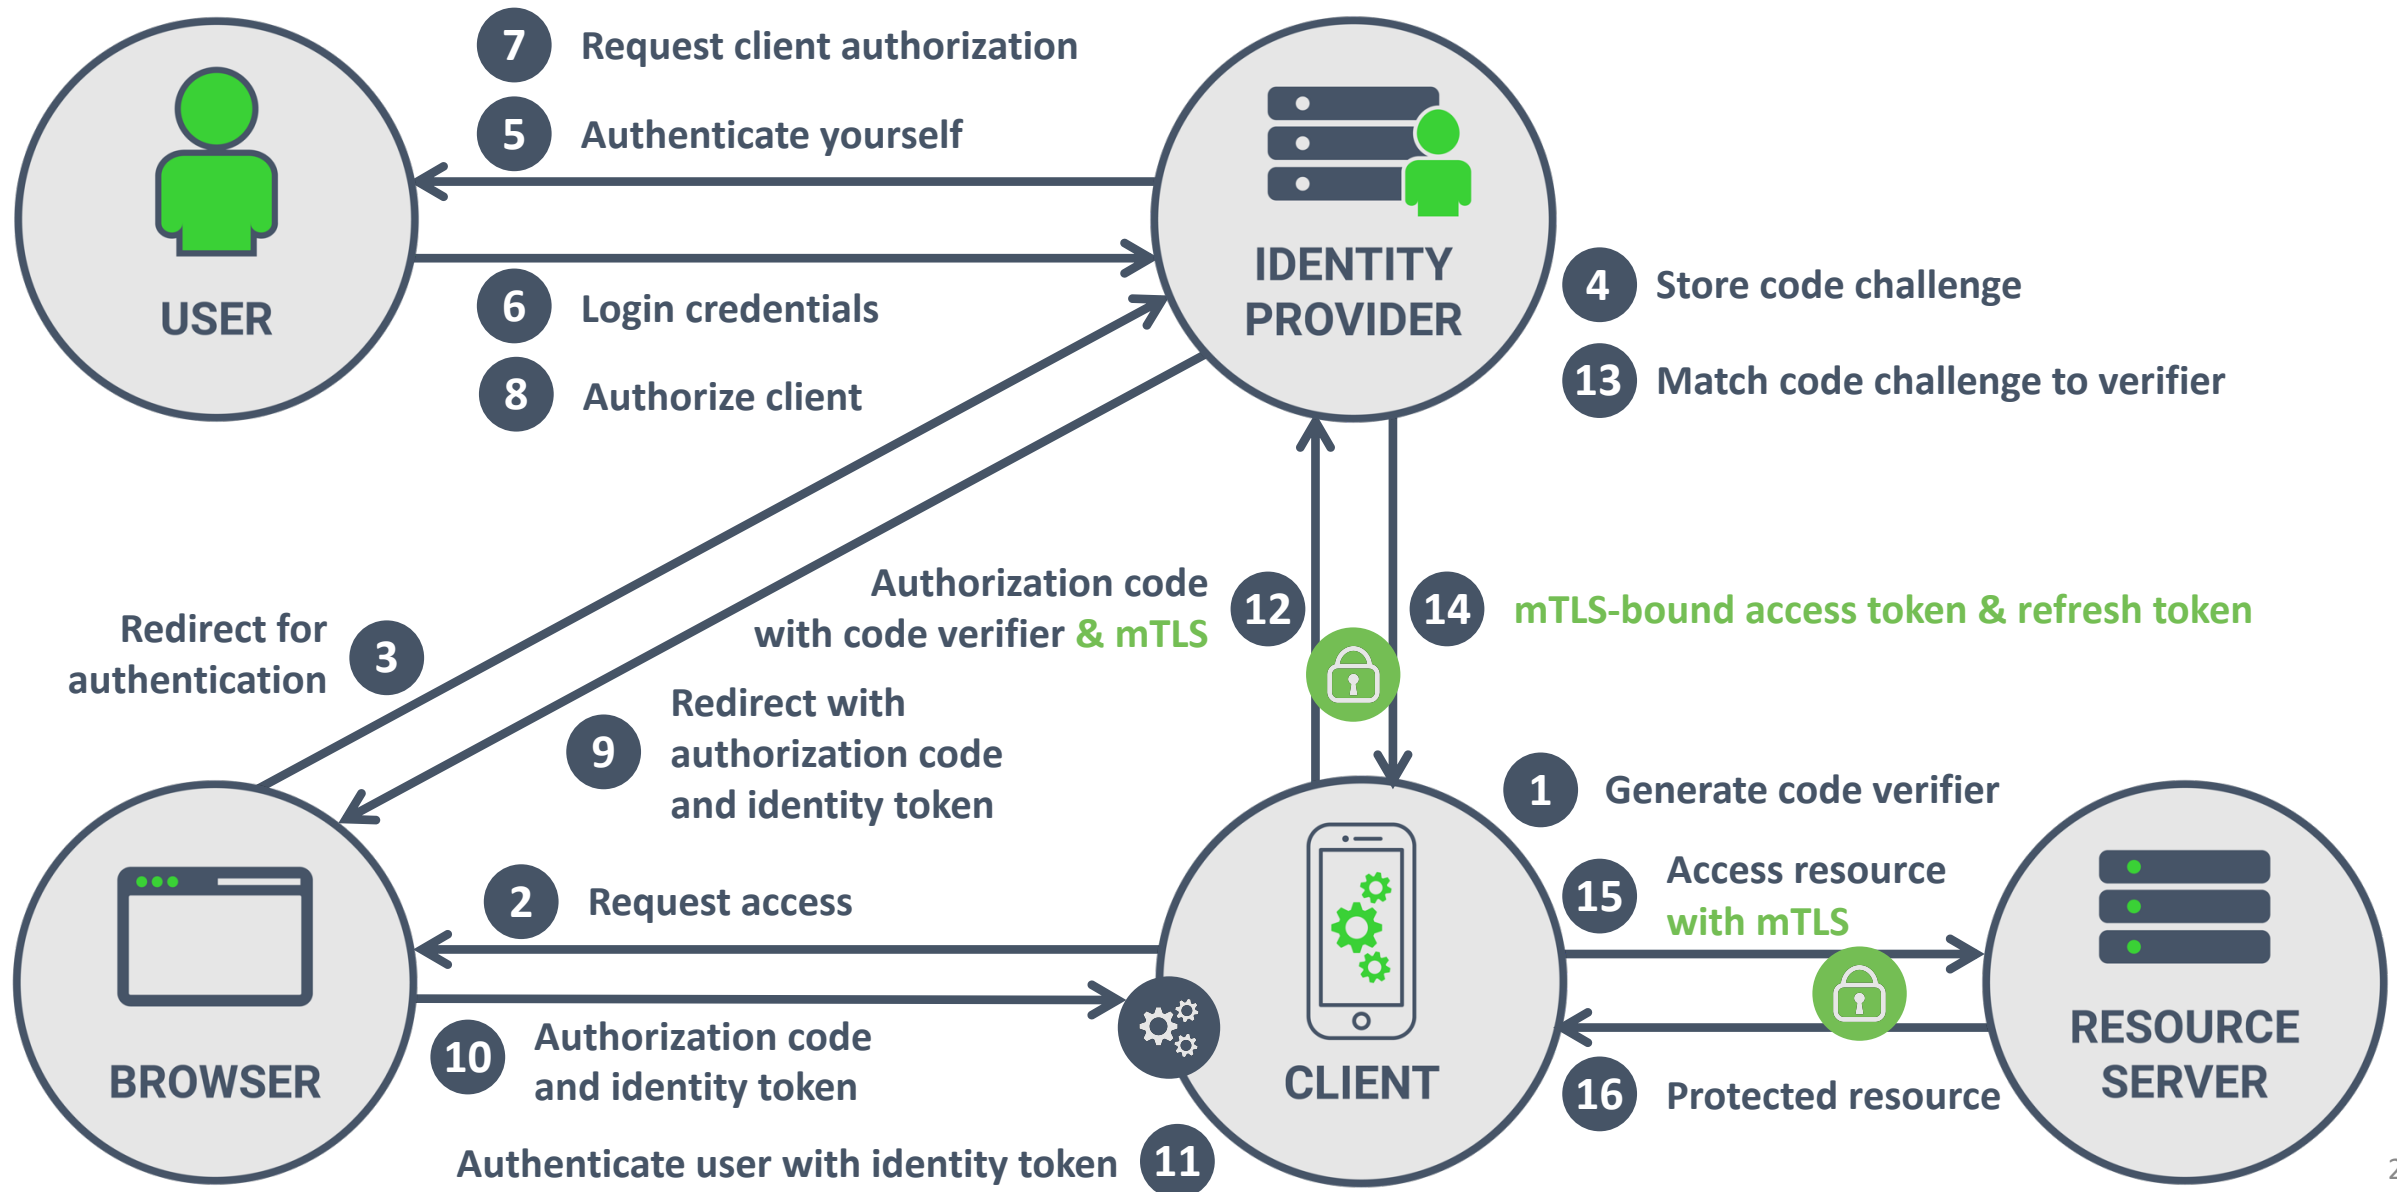 7 Request client authorization
5 Authenticate yourself
USER
6 Login credentials
8 Authorize client
IDENTITY
PROVIDER
4 Store code challenge
13 Match code challenge to verifier
Redirect for
authentication
3
Authorization code
with code verifier & mTLS
12
14 mTLS-bound access token & refresh token
9
Redirect with
authorization code
and identity token
1 Generate code verifier
2 Request access
15
Access resource
with mTLS
BROWSER
10
Authorization code
and identity token
CLIENT
RESOURCE
SERVER
16 Protected resource
Authenticate user with identity token 11
2